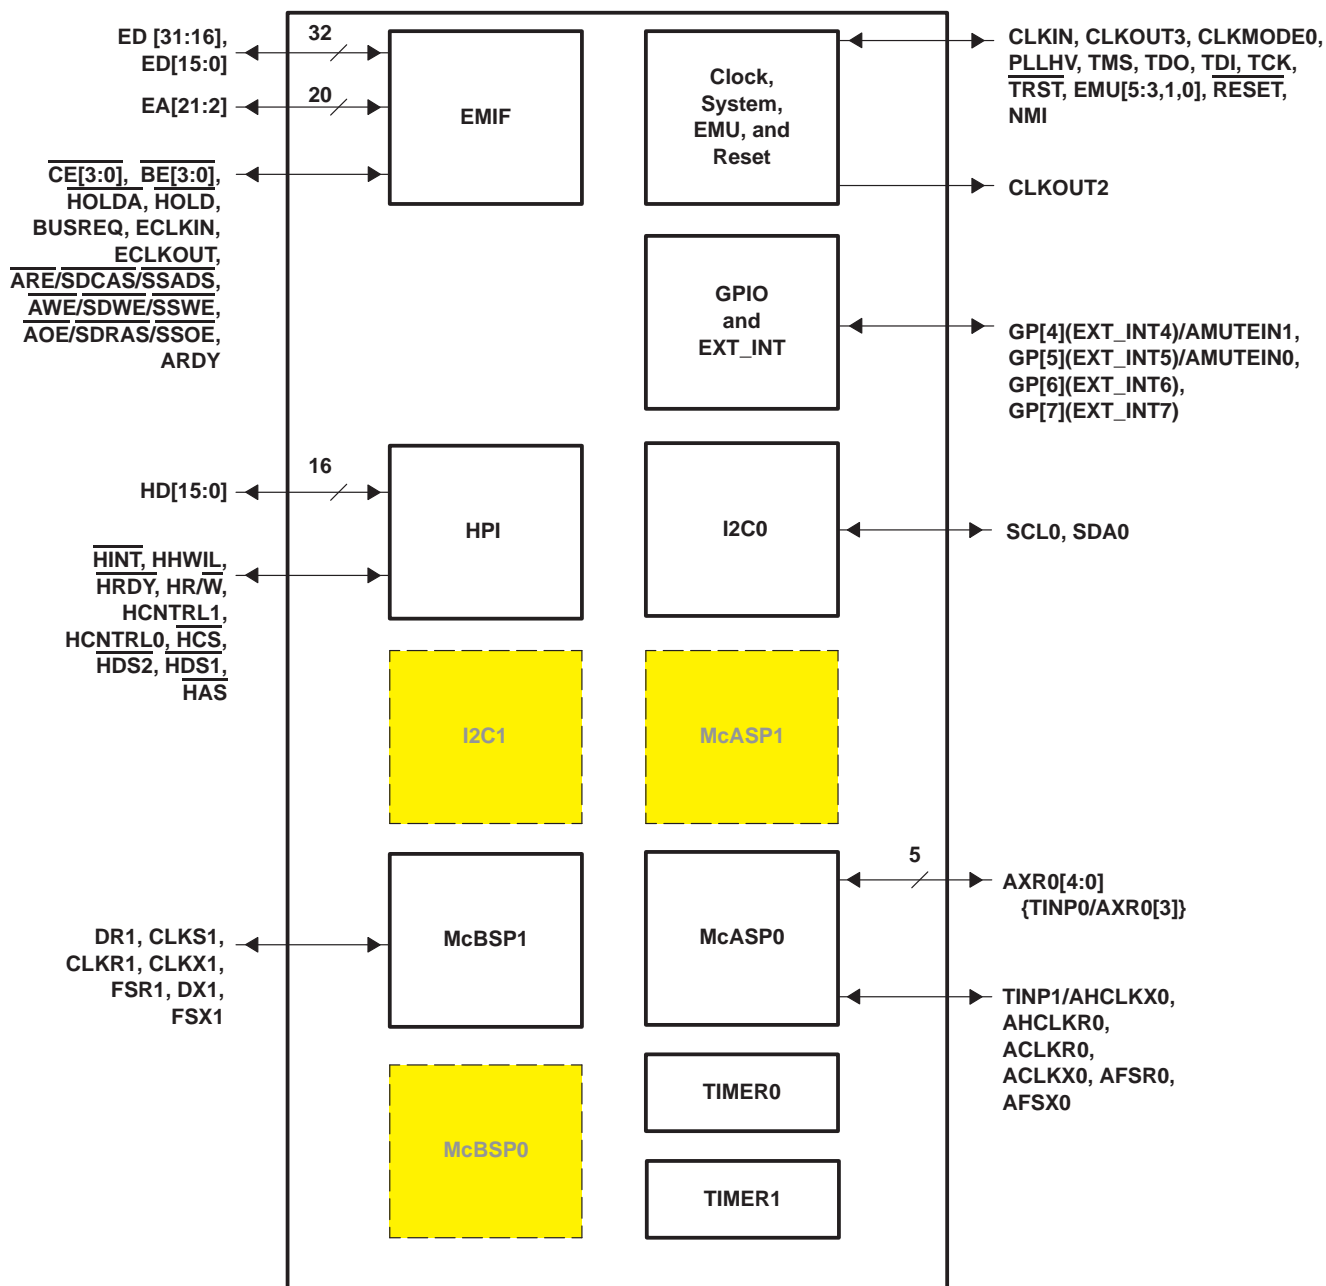 ED [31:16],
ED[15:0]
32
EA[21:2]
20
EMIF
CE[3:0], BE[3:0],
HOLDA, HOLD,
BUSREQ, ECLKIN,
ECLKOUT,
ARE/SDCAS/SSADS,
AWE/SDWE/SSWE,
AOE/SDRAS/SSOE,
ARDY
Clock,
System,
EMU, and
Reset
CLKIN, CLKOUT3, CLKMODE0,
PLLHV, TMS, TDO, TDI, TCK,
TRST, EMU[5:3,1,0], RESET,
NMI
CLKOUT2
GPIO
and
EXT_INT
GP[4](EXT_INT4)/AMUTEIN1,
GP[5](EXT_INT5)/AMUTEIN0,
GP[6](EXT_INT6),
GP[7](EXT_INT7)
HD[15:0]
16
HPI
HINT, HHWIL,
HRDY, HR/W,
HCNTRL1,
HCNTRL0, HCS,
HDS2, HDS1,
HAS
I2C0
SCL0, SDA0
I2C1
McASP1
DR1, CLKS1,
CLKR1, CLKX1,
FSR1, DX1,
FSX1
McBSP1
McASP0
5
AXR0[4:0]
{TINP0/AXR0[3]}
TINP1/AHCLKX0,
AHCLKR0,
ACLKR0,
ACLKX0, AFSR0,
AFSX0
McBSP0
TIMER0
TIMER1